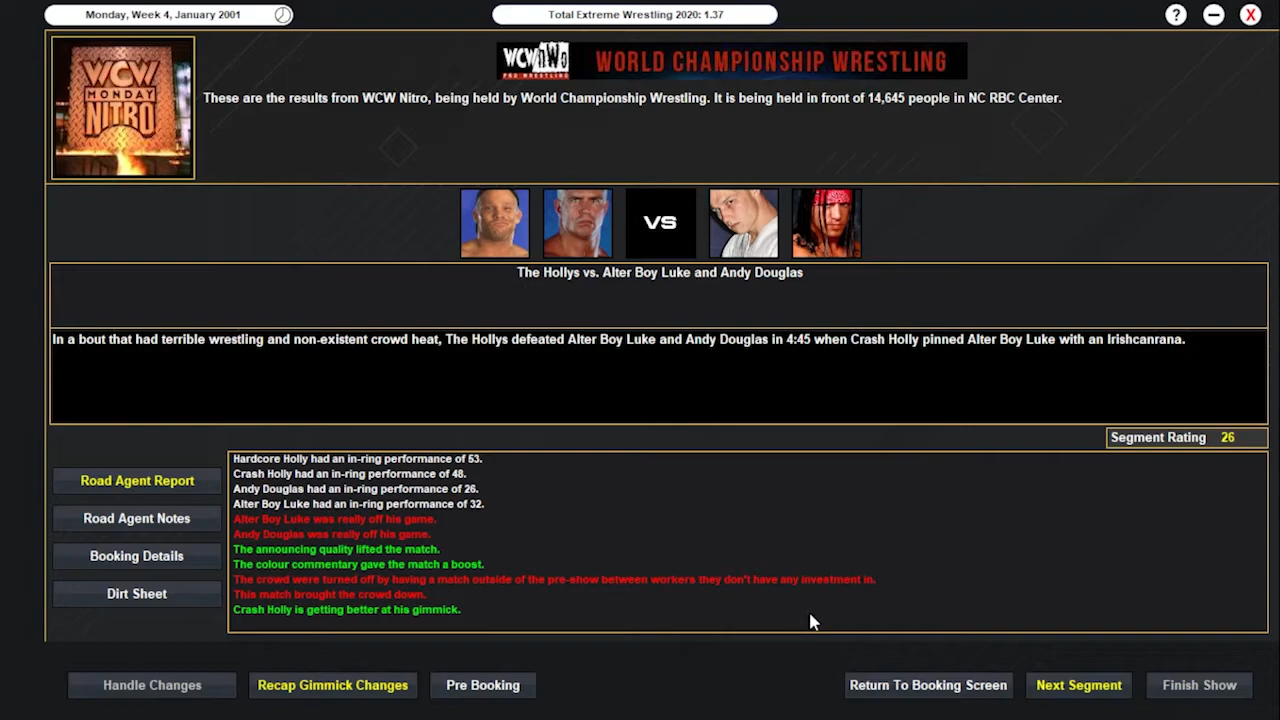 Monday, Week 4, January 2001
Total Extreme Wrestling 2020: 1.37
?
X
WCW
MONDAY
NITRO
WCW nWo
PRO WRESTLING
WORLD CHAMPIONSHIP WRESTLING
These are the results from WCW Nitro, being held by World Championship Wrestling. It is being held in front of 14,645 people in NC RBC Center.
VS
The Hollys vs. Alter Boy Luke and Andy Douglas
In a bout that had terrible wrestling and non-existent crowd heat, The Hollys defeated Alter Boy Luke and Andy Douglas in 4:45 when Crash Holly pinned Alter Boy Luke with an Irishcanrana.
Segment Rating 26
Road Agent Report
Road Agent Notes
Booking Details
Dirt Sheet
Hardcore Holly had an in-ring performance of 53.
Crash Holly had an in-ring performance of 48.
Andy Douglas had an in-ring performance of 26.
Alter Boy Luke had an in-ring performance of 32.
Alter Boy Luke was really off his game.
Andy Douglas was really off his game.
The announcing quality lifted the match.
The colour commentary gave the match a boost.
The crowd were turned off by having a match outside of the pre-show between workers they don't have any investment in.
This match brought the crowd down.
Crash Holly is getting better at his gimmick.
Handle Changes
Recap Gimmick Changes
Pre Booking
Return To Booking Screen
Next Segment
Finish Show